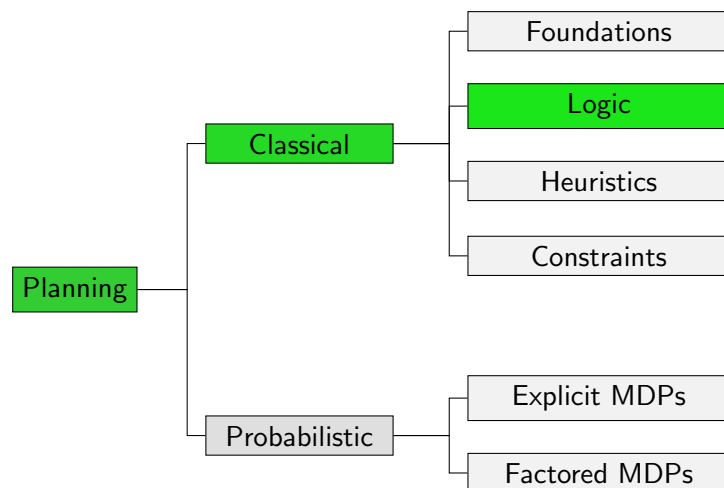 Foundations
Logic
Classical
Heuristics
Constraints
Planning
Explicit MDPs
Probabilistic
Factored MDPs